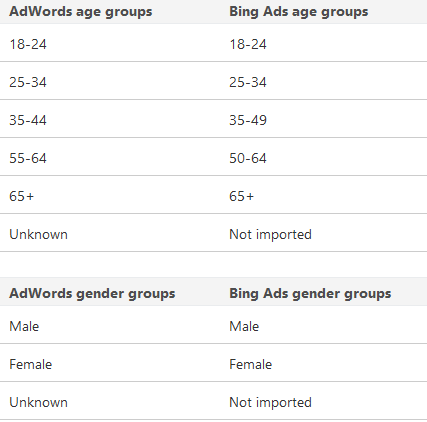 AdWords age groups Bing Ads age groups
18-24 18-24
25-34 25-34
35-44 35-49
55-64 50-64
65+ 65+
Unknown Not imported
AdWords gender groups Bing Ads gender groups
Male Male
Female Female
Unknown Not imported